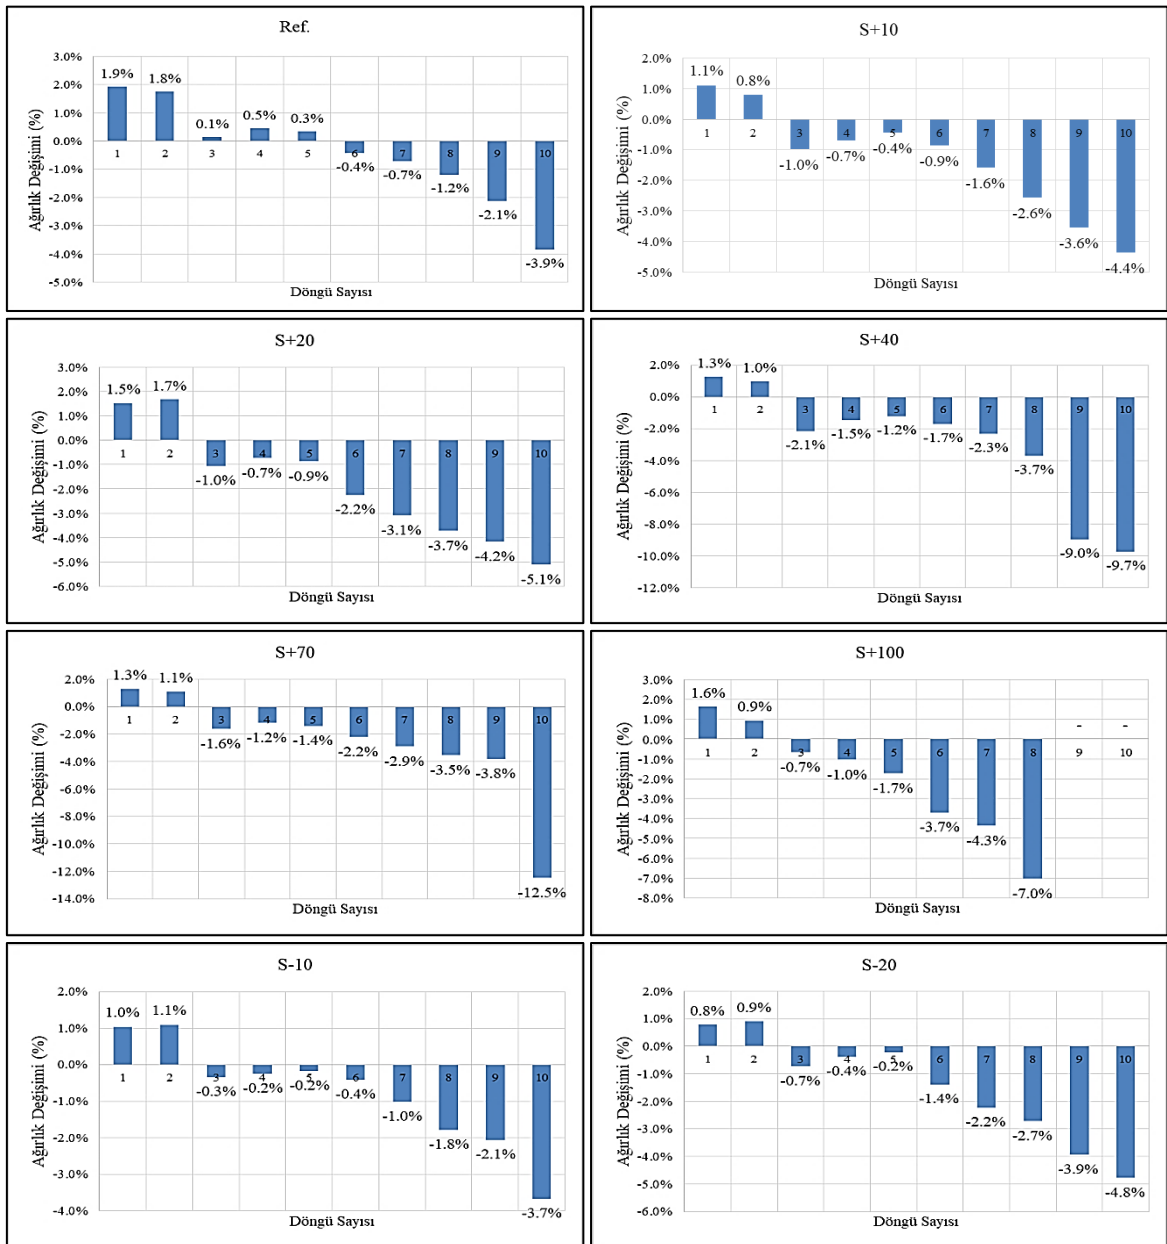 Ref.
Ağırlık Değişimi (%)
3.0%
2.0%
1.0%
0.0%
-1.0%
-2.0%
-3.0%
-4.0%
-5.0%
1.9% 1.8% 0.1% 0.5% 0.3% -0.4% -0.7% -1.2% -2.1% -3.9%
1 2 3 4 5 6 7 8 9 10
Döngü Sayısı
S+10
Ağırlık Değişimi (%)
2.0%
1.0%
0.0%
-1.0%
-2.0%
-3.0%
-4.0%
-5.0%
1.1% 0.8% -1.0% -0.7% -0.4% -0.9% -1.6% -2.6% -3.6% -4.4%
1 2 3 4 5 6 7 8 9 10
Döngü Sayısı
S+20
Ağırlık Değişimi (%)
3.0%
2.0%
1.0%
0.0%
-1.0%
-2.0%
-3.0%
-4.0%
-5.0%
-6.0%
1.5% 1.7% -1.0% -0.7% -0.9% -2.2% -3.1% -3.7% -4.2% -5.1%
1 2 3 4 5 6 7 8 9 10
Döngü Sayısı
S+40
Ağırlık Değişimi (%)
2.0%
0.0%
-2.0%
-4.0%
-6.0%
-8.0%
-10.0%
-12.0%
1.3% 1.0% -2.1% -1.5% -1.2% -1.7% -2.3% -3.7% -9.0% -9.7%
1 2 3 4 5 6 7 8 9 10
Döngü Sayısı
S+70
Ağırlık Değişimi (%)
2.0%
0.0%
-2.0%
-4.0%
-6.0%
-8.0%
-10.0%
-12.0%
-14.0%
1.3% 1.1% -1.6% -1.2% -1.4% -2.2% -2.9% -3.5% -3.8% -12.5%
1 2 3 4 5 6 7 8 9 10
Döngü Sayısı
S+100
Ağırlık Değişimi (%)
3.0%
2.0%
1.0%
0.0%
-1.0%
-2.0%
-3.0%
-4.0%
-5.0%
-6.0%
-7.0%
-8.0%
1.6% 0.9% -0.7% -1.0% -1.7% -3.7% -4.3% -7.0% - -
1 2 3 4 5 6 7 8 9 10
Döngü Sayısı
S-10
Ağırlık Değişimi (%)
2.0%
1.0%
0.0%
-1.0%
-2.0%
-3.0%
-4.0%
1.0% 1.1% -0.3% -0.2% -0.2% -0.4% -1.0% -1.8% -2.1% -3.7%
1 2 3 4 5 6 7 8 9 10
Döngü Sayısı
S-20
Ağırlık Değişimi (%)
2.0%
1.0%
0.0%
-1.0%
-2.0%
-3.0%
-4.0%
-5.0%
-6.0%
0.8% 0.9% -0.7% -0.4% -0.2% -1.4% -2.2% -2.7% -3.9% -4.8%
1 2 3 4 5 6 7 8 9 10
Döngü Sayısı